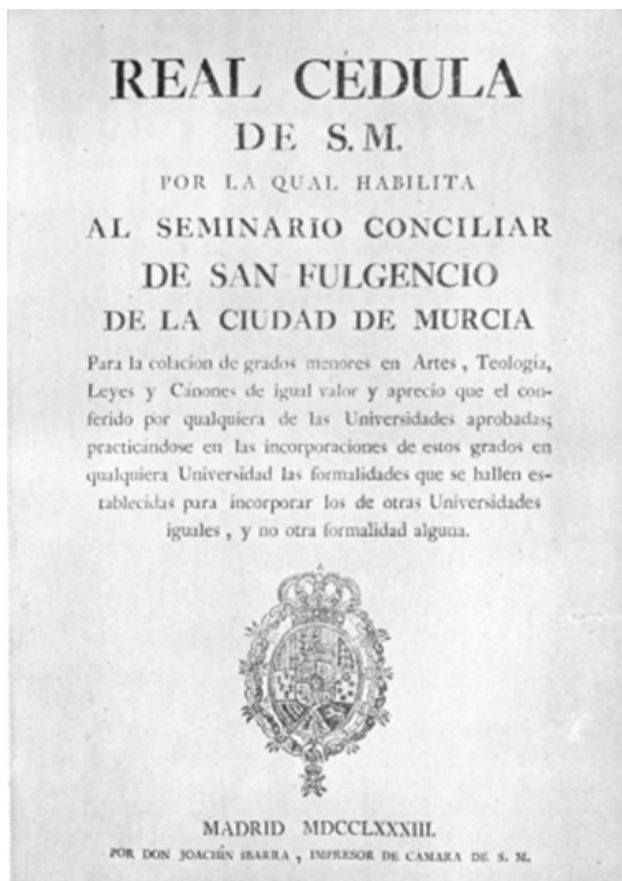 REAL CÉDULA
DE S.M.
POR LA QUAL HABILITA
AL SEMINARIO CONCILIAR
DE SAN FULGENCIO
DE LA CIUDAD DE MURCIA
Para la colacion de grados menores en Artes , Teología,
Leyes y Cánones de igual valor y aprecio que el con-
ferido por qualquiera de las Universidades aprobadas;
practicándose en las incorporaciones de estos grados en
qualquiera Universidad las formalidades que se hallen es-
tablecidas para incorporar los de otras Universidades
iguales , y no otra formalidad alguna.
MADRID MDCCLXXXIII.
POR DON JOACHÎN IBARRA , IMPRESOR DE CÁMARA DE S. M.